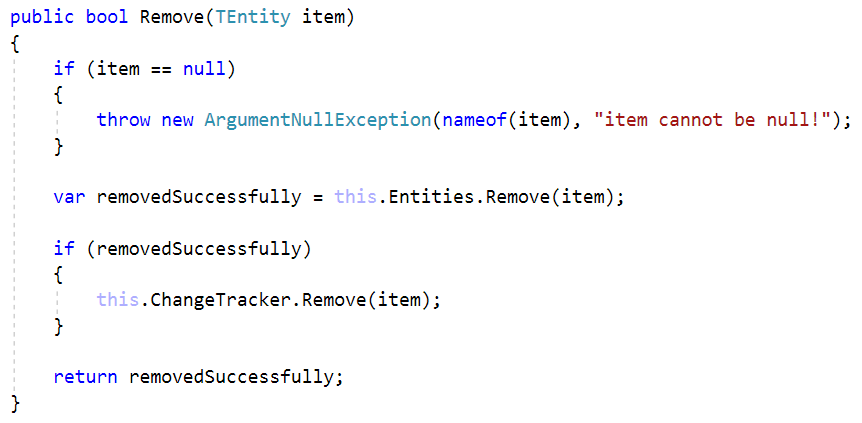 public bool Remove(TEntity item)
{
    if (item == null)
    {
        throw new ArgumentNullException(nameof(item), "item cannot be null!");
    }

    var removedSuccessfully = this.Entities.Remove(item);

    if (removedSuccessfully)
    {
        this.ChangeTracker.Remove(item);
    }

    return removedSuccessfully;
}